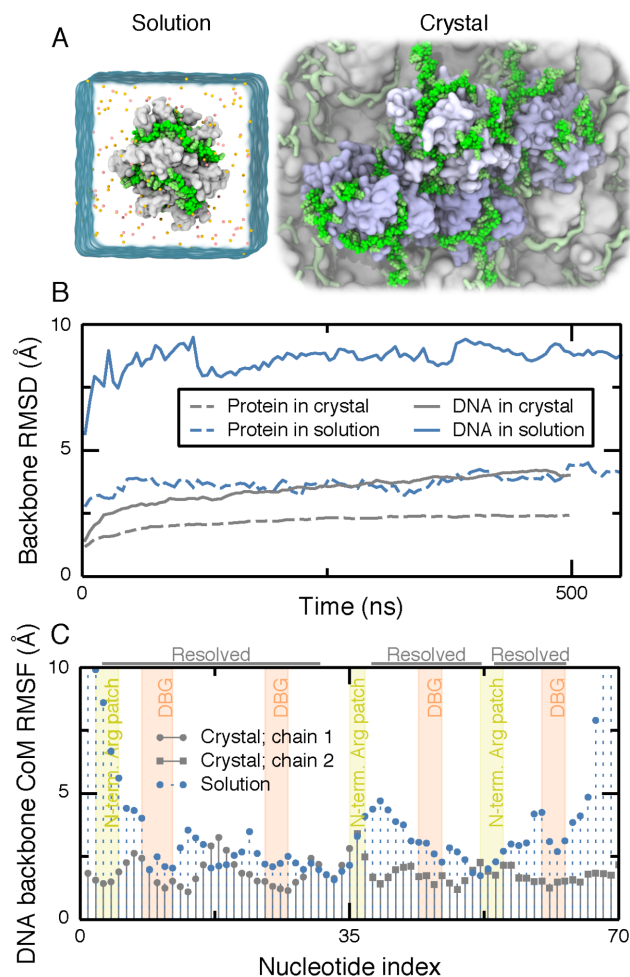 Solution Crystal
A
B
10
5
0
Backbone RMSD (Å)
Protein in crystal DNA in crystal
Protein in solution DNA in solution
0 500
Time (ns)
C
Resolved Resolved Resolved
10
5
0
DNA backbone CoM RMSF (Å)
N-term. Arg patch
DBG
DBG
N-term. Arg patch
DBG
N-term. Arg patch
DBG
Crystal; chain 1
Crystal; chain 2
Solution
0 35 70
Nucleotide index